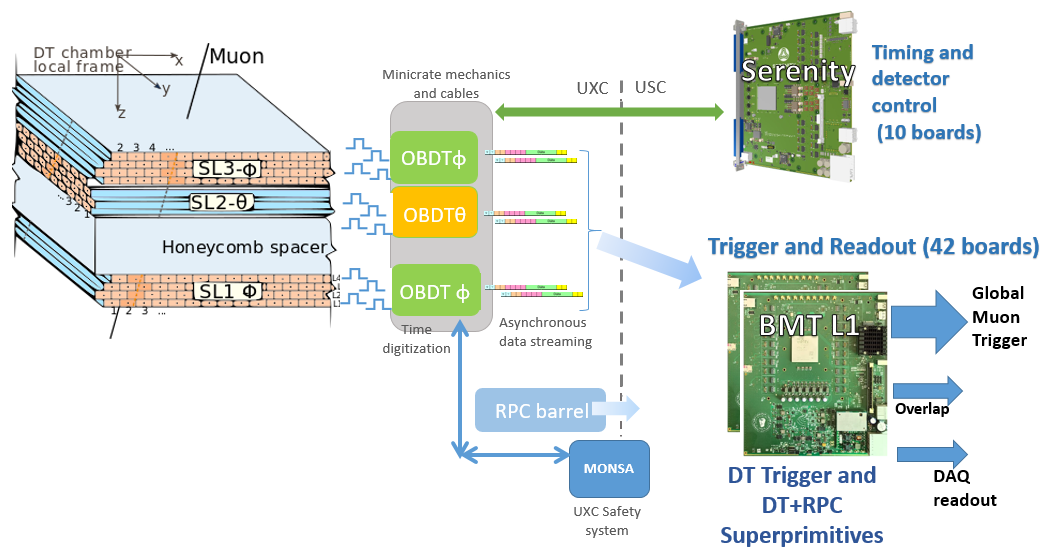 DT chamber
local frame
x
y
z
Muon
2 3 4 ...
SL3-Φ
...3
2
1
SL2-θ
Honeycomb spacer
SL1 Φ
L4
1 2 3 ...
Minicrate mechanics
and cables
OBDTϕ
OBDTθ
OBDT ϕ
Time
digitization
Asynchronous
data streaming
UXC
USC
Serenity
Timing and
detector
control
(10 boards)
Trigger and Readout (42 boards)
BMT L1
Global
Muon
Trigger
Overlap
DAQ
readout
RPC barrel
MONSA
UXC Safety
system
DT Trigger and
DT+RPC
Superprimitives